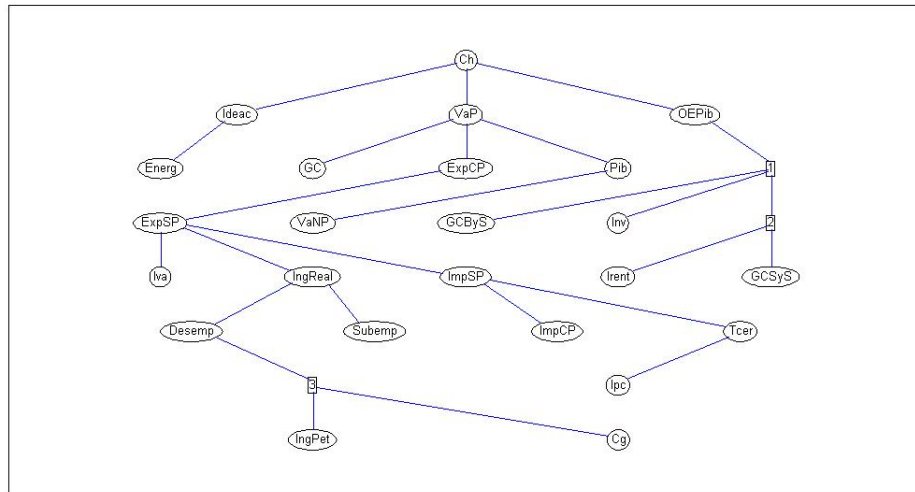 Ch
Ideac VaP OEPib
Energ GC ExpCP Pib 1
ExpSP VaNP GCByS Inv 2
Iva IngReal ImpSP Irent GCSyS
Desemp Subemp ImpCP Tcer
3 Ipc
IngPet Cg